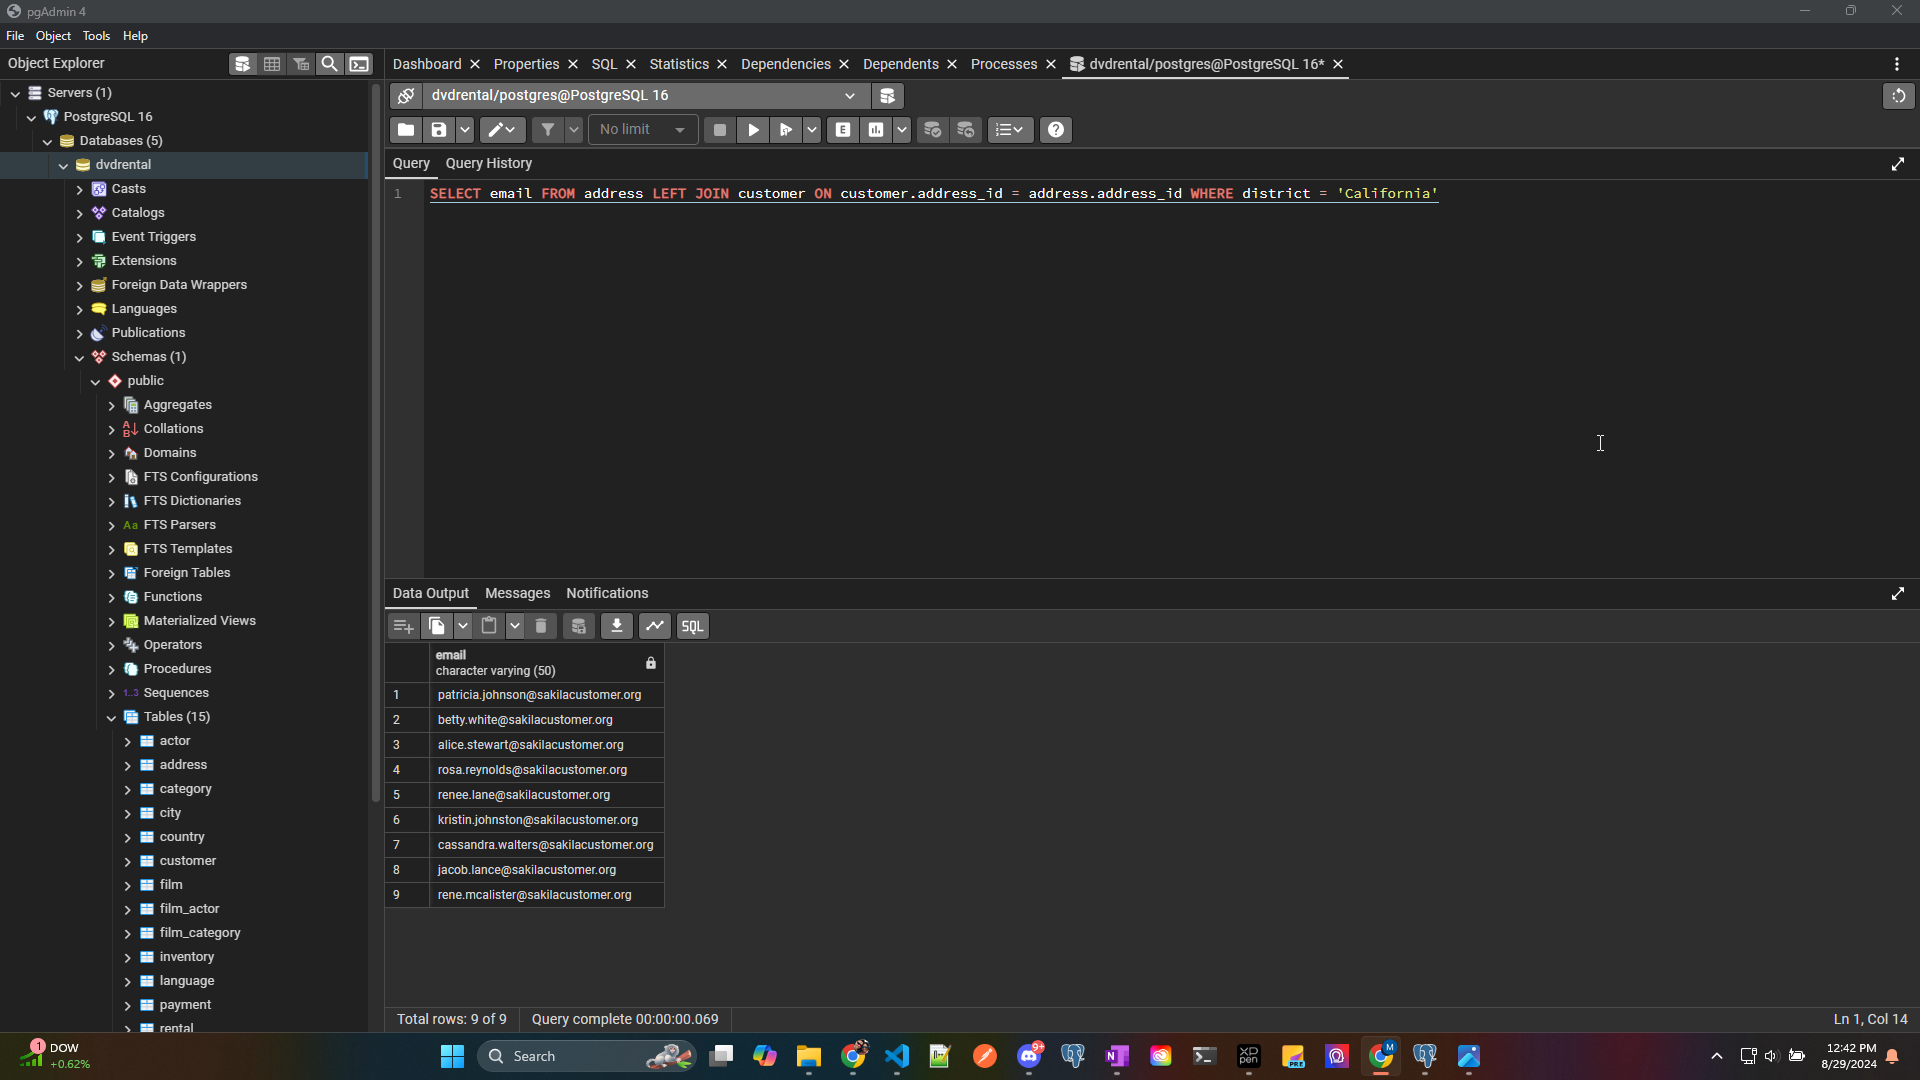 pgAdmin 4
File Object Tools Help
Object Explorer
Dashboard Properties SQL Statistics Dependencies Dependents Processes dvdrental/postgres@PostgreSQL 16*
Servers (1)
PostgreSQL 16
Databases (5)
dvdrental
Casts
Catalogs
Event Triggers
Extensions
Foreign Data Wrappers
Languages
Publications
Schemas (1)
public
Aggregates
Collations
Domains
FTS Configurations
FTS Dictionaries
Aa FTS Parsers
FTS Templates
Foreign Tables
Functions
Materialized Views
Operators
Procedures
1..3 Sequences
Tables (15)
actor
address
category
city
country
customer
film
film_actor
film_category
inventory
language
payment
rental
dvdrental/postgres@PostgreSQL 16
No limit E
Query Query History
1 SELECT email FROM address LEFT JOIN customer ON customer.address_id = address.address_id WHERE district = 'California'
Data Output Messages Notifications
SQL
email
character varying (50)
1 patricia.johnson@sakilacustomer.org
2 betty.white@sakilacustomer.org
3 alice.stewart@sakilacustomer.org
4 rosa.reynolds@sakilacustomer.org
5 renee.lane@sakilacustomer.org
6 kristin.johnston@sakilacustomer.org
7 cassandra.walters@sakilacustomer.org
8 jacob.lance@sakilacustomer.org
9 rene.mcalister@sakilacustomer.org
Total rows: 9 of 9 Query complete 00:00:00.069 Ln 1, Col 14
1 DOW
+0.62%
Search
9+
XP
PEN
PRE
M
12:42 PM
8/29/2024